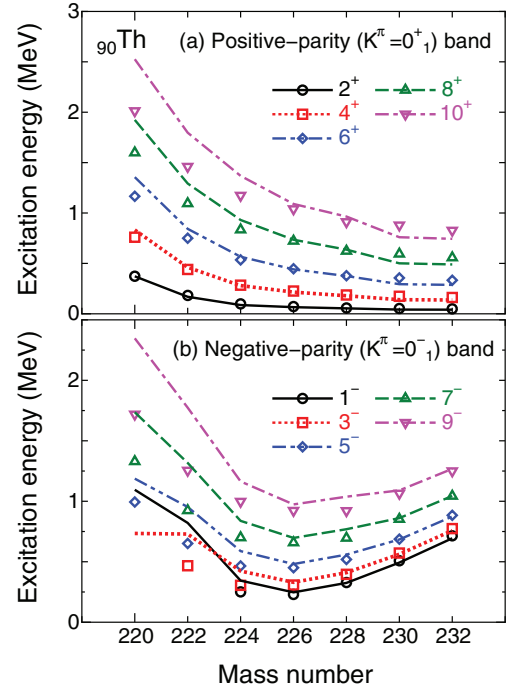 ₉₀Th (a) Positive-parity (Kᵖⁱ=0⁺₁) band
2⁺ 8⁺
4⁺ 10⁺
6⁺
Excitation energy (MeV)
3
2
1
0
(b) Negative-parity (K^π=0⁻₁) band
1⁻ 7⁻
3⁻ 9⁻
5⁻
Excitation energy (MeV)
2
1
0
220 222 224 226 228 230 232
Mass number